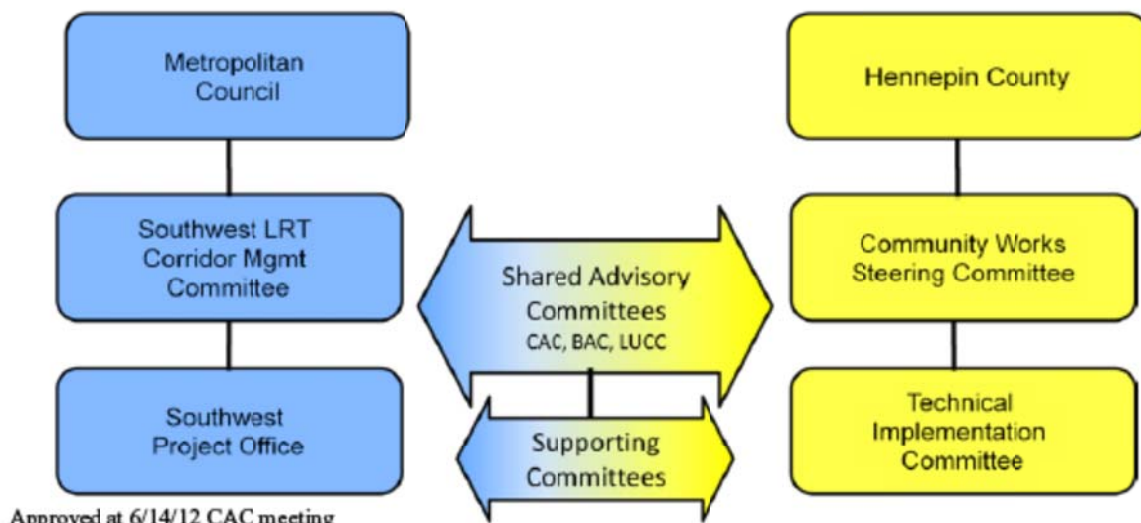 Metropolitan
Council
Hennepin County
Southwest LRT
Corridor Mgmt
Committee
Shared Advisory
Committees
CAC, BAC, LUCC
Community Works
Steering Committee
Southwest
Project Office
Supporting
Committees
Technical
Implementation
Committee
Approved at 6/14/12 CAC meeting